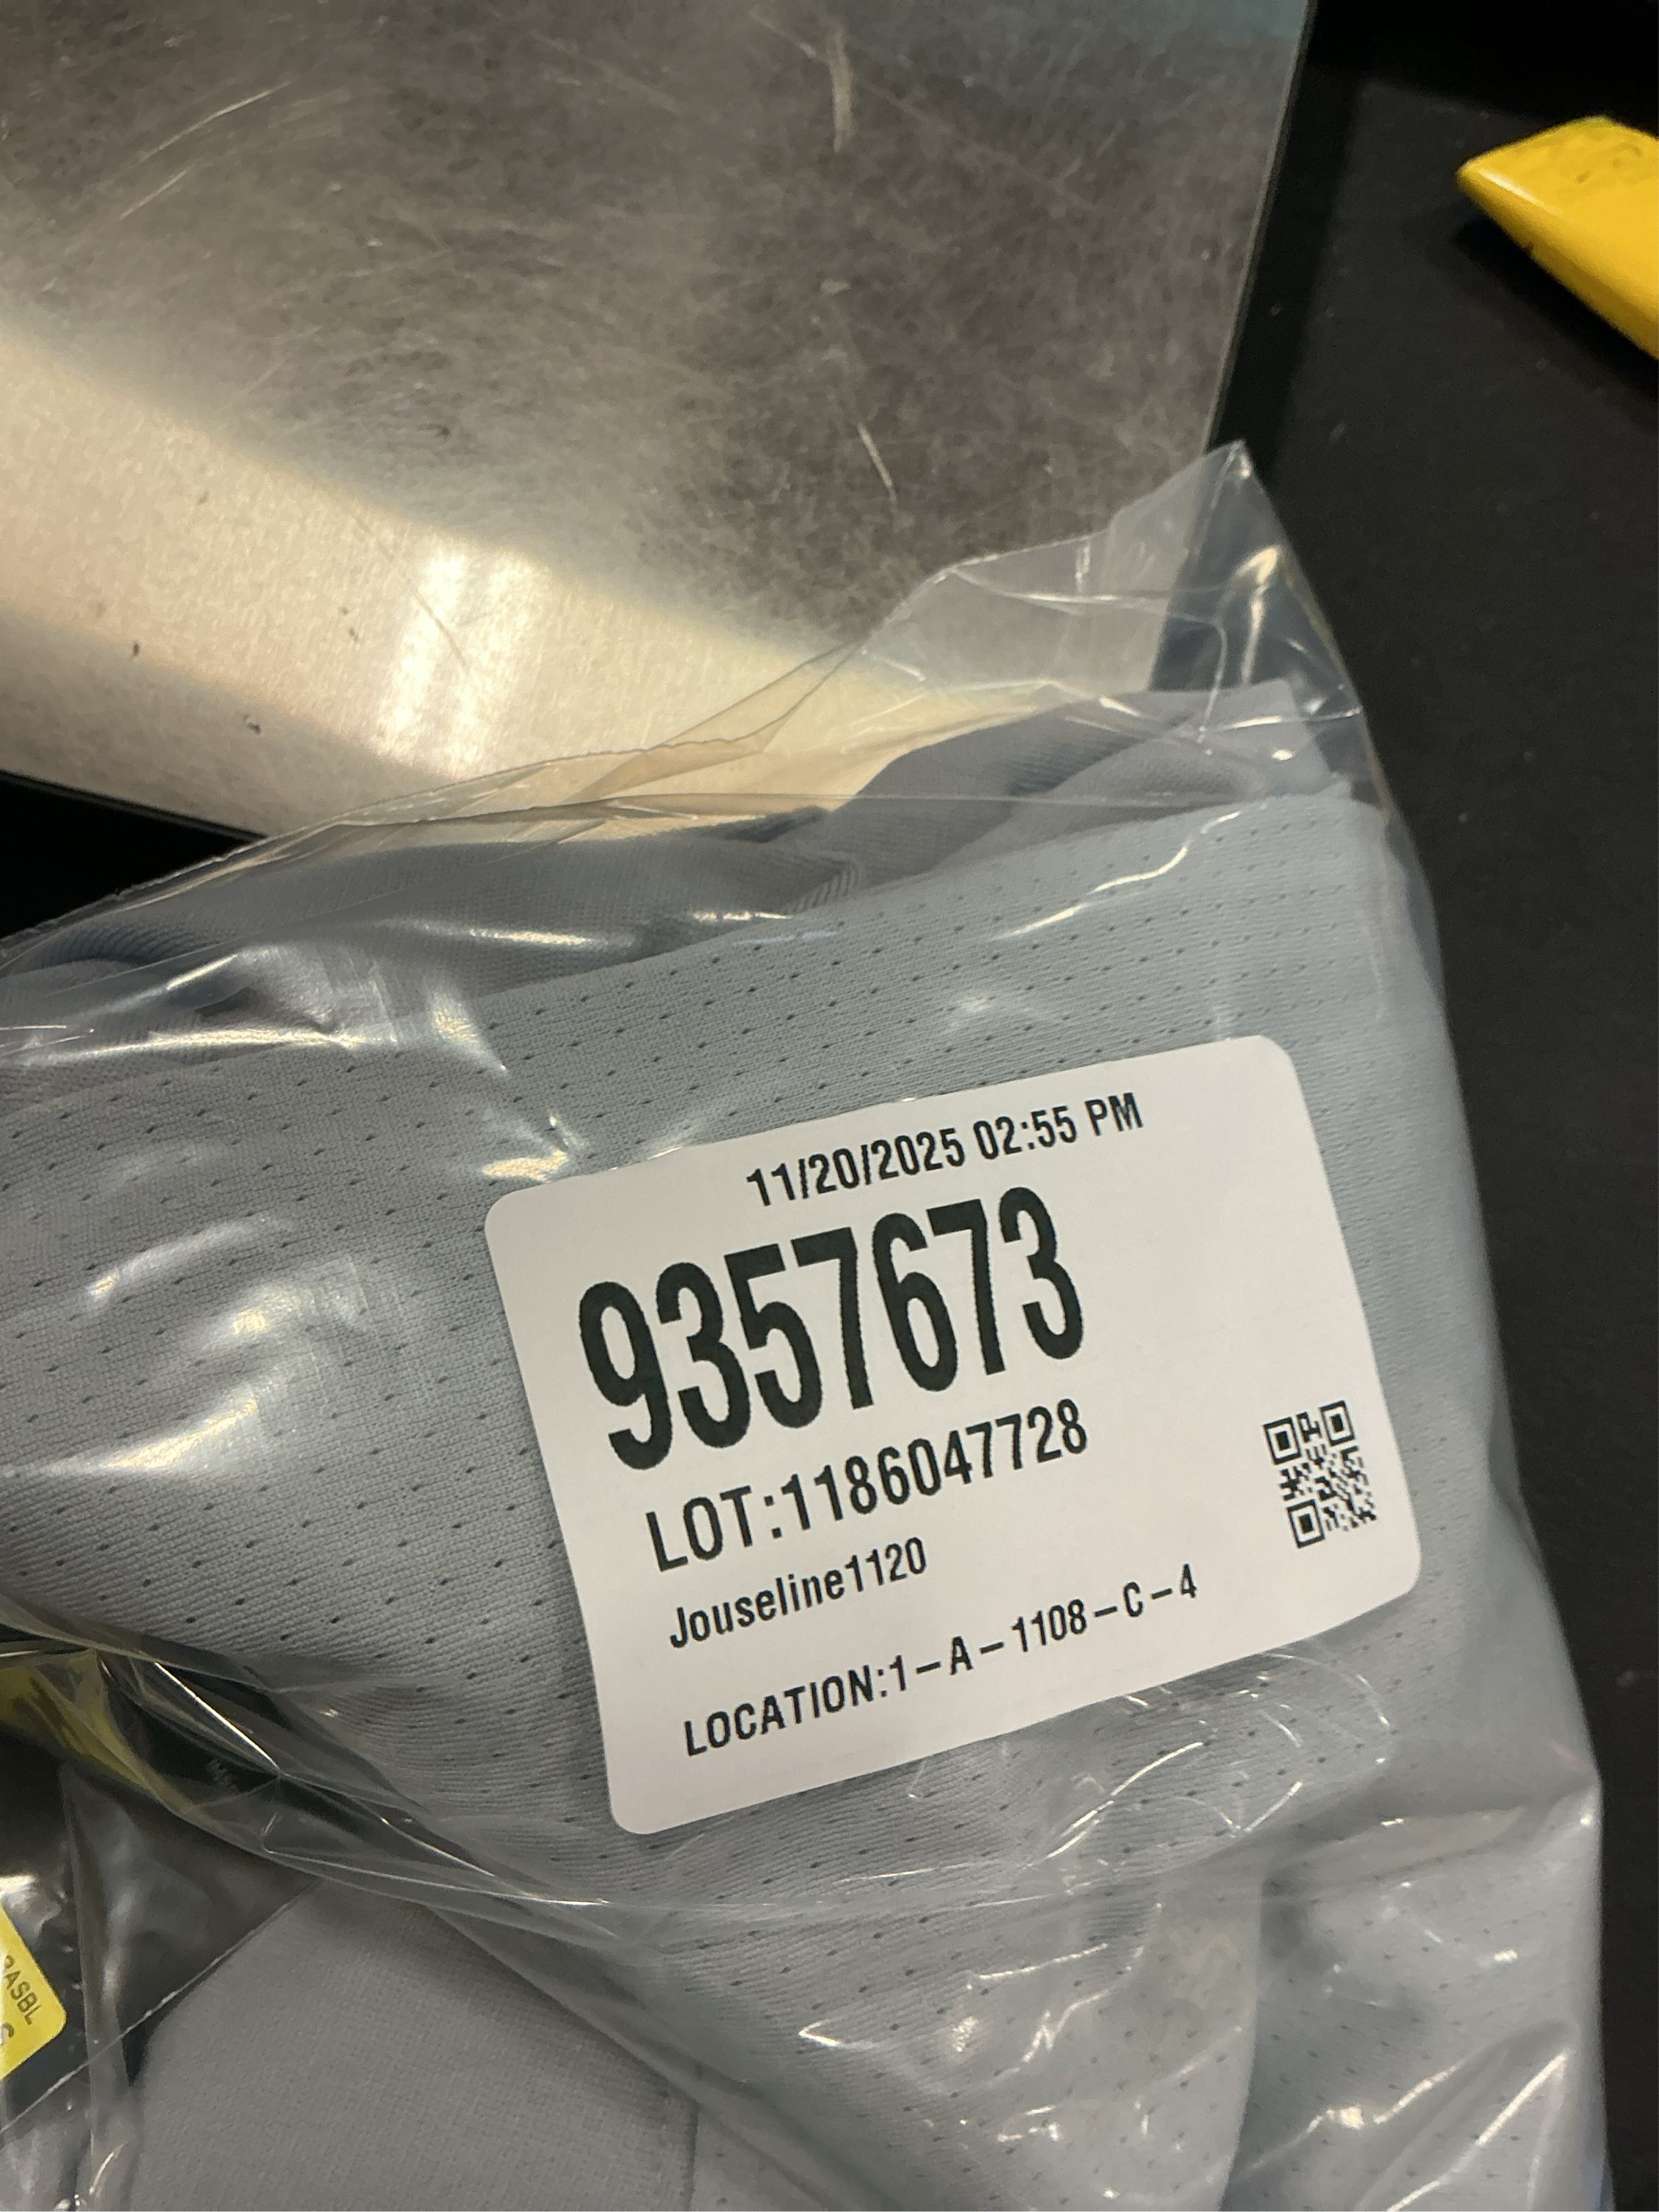 11/20/2025 02:55 PM
9357673
LOT:1186047728
Jouseline1120
LOCATION:1-A-1108-C-4